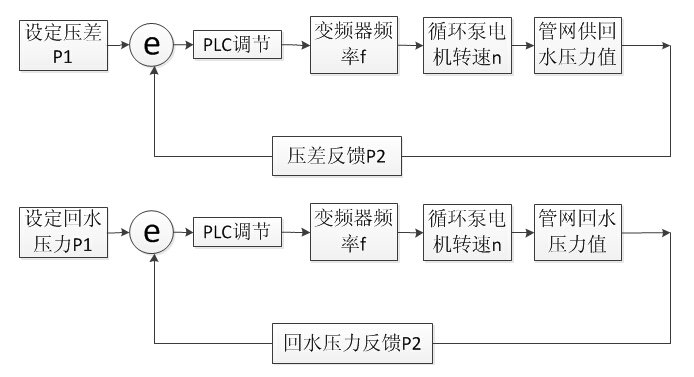 设定压差
P1
e
PLC调节
变频器频
率f
循环泵电
机转速n
管网供回
水压力值
压差反馈P2
设定回水
压力P1
e
PLC调节
变频器频
率f
循环泵电
机转速n
管网回水
压力值
回水压力反馈P2